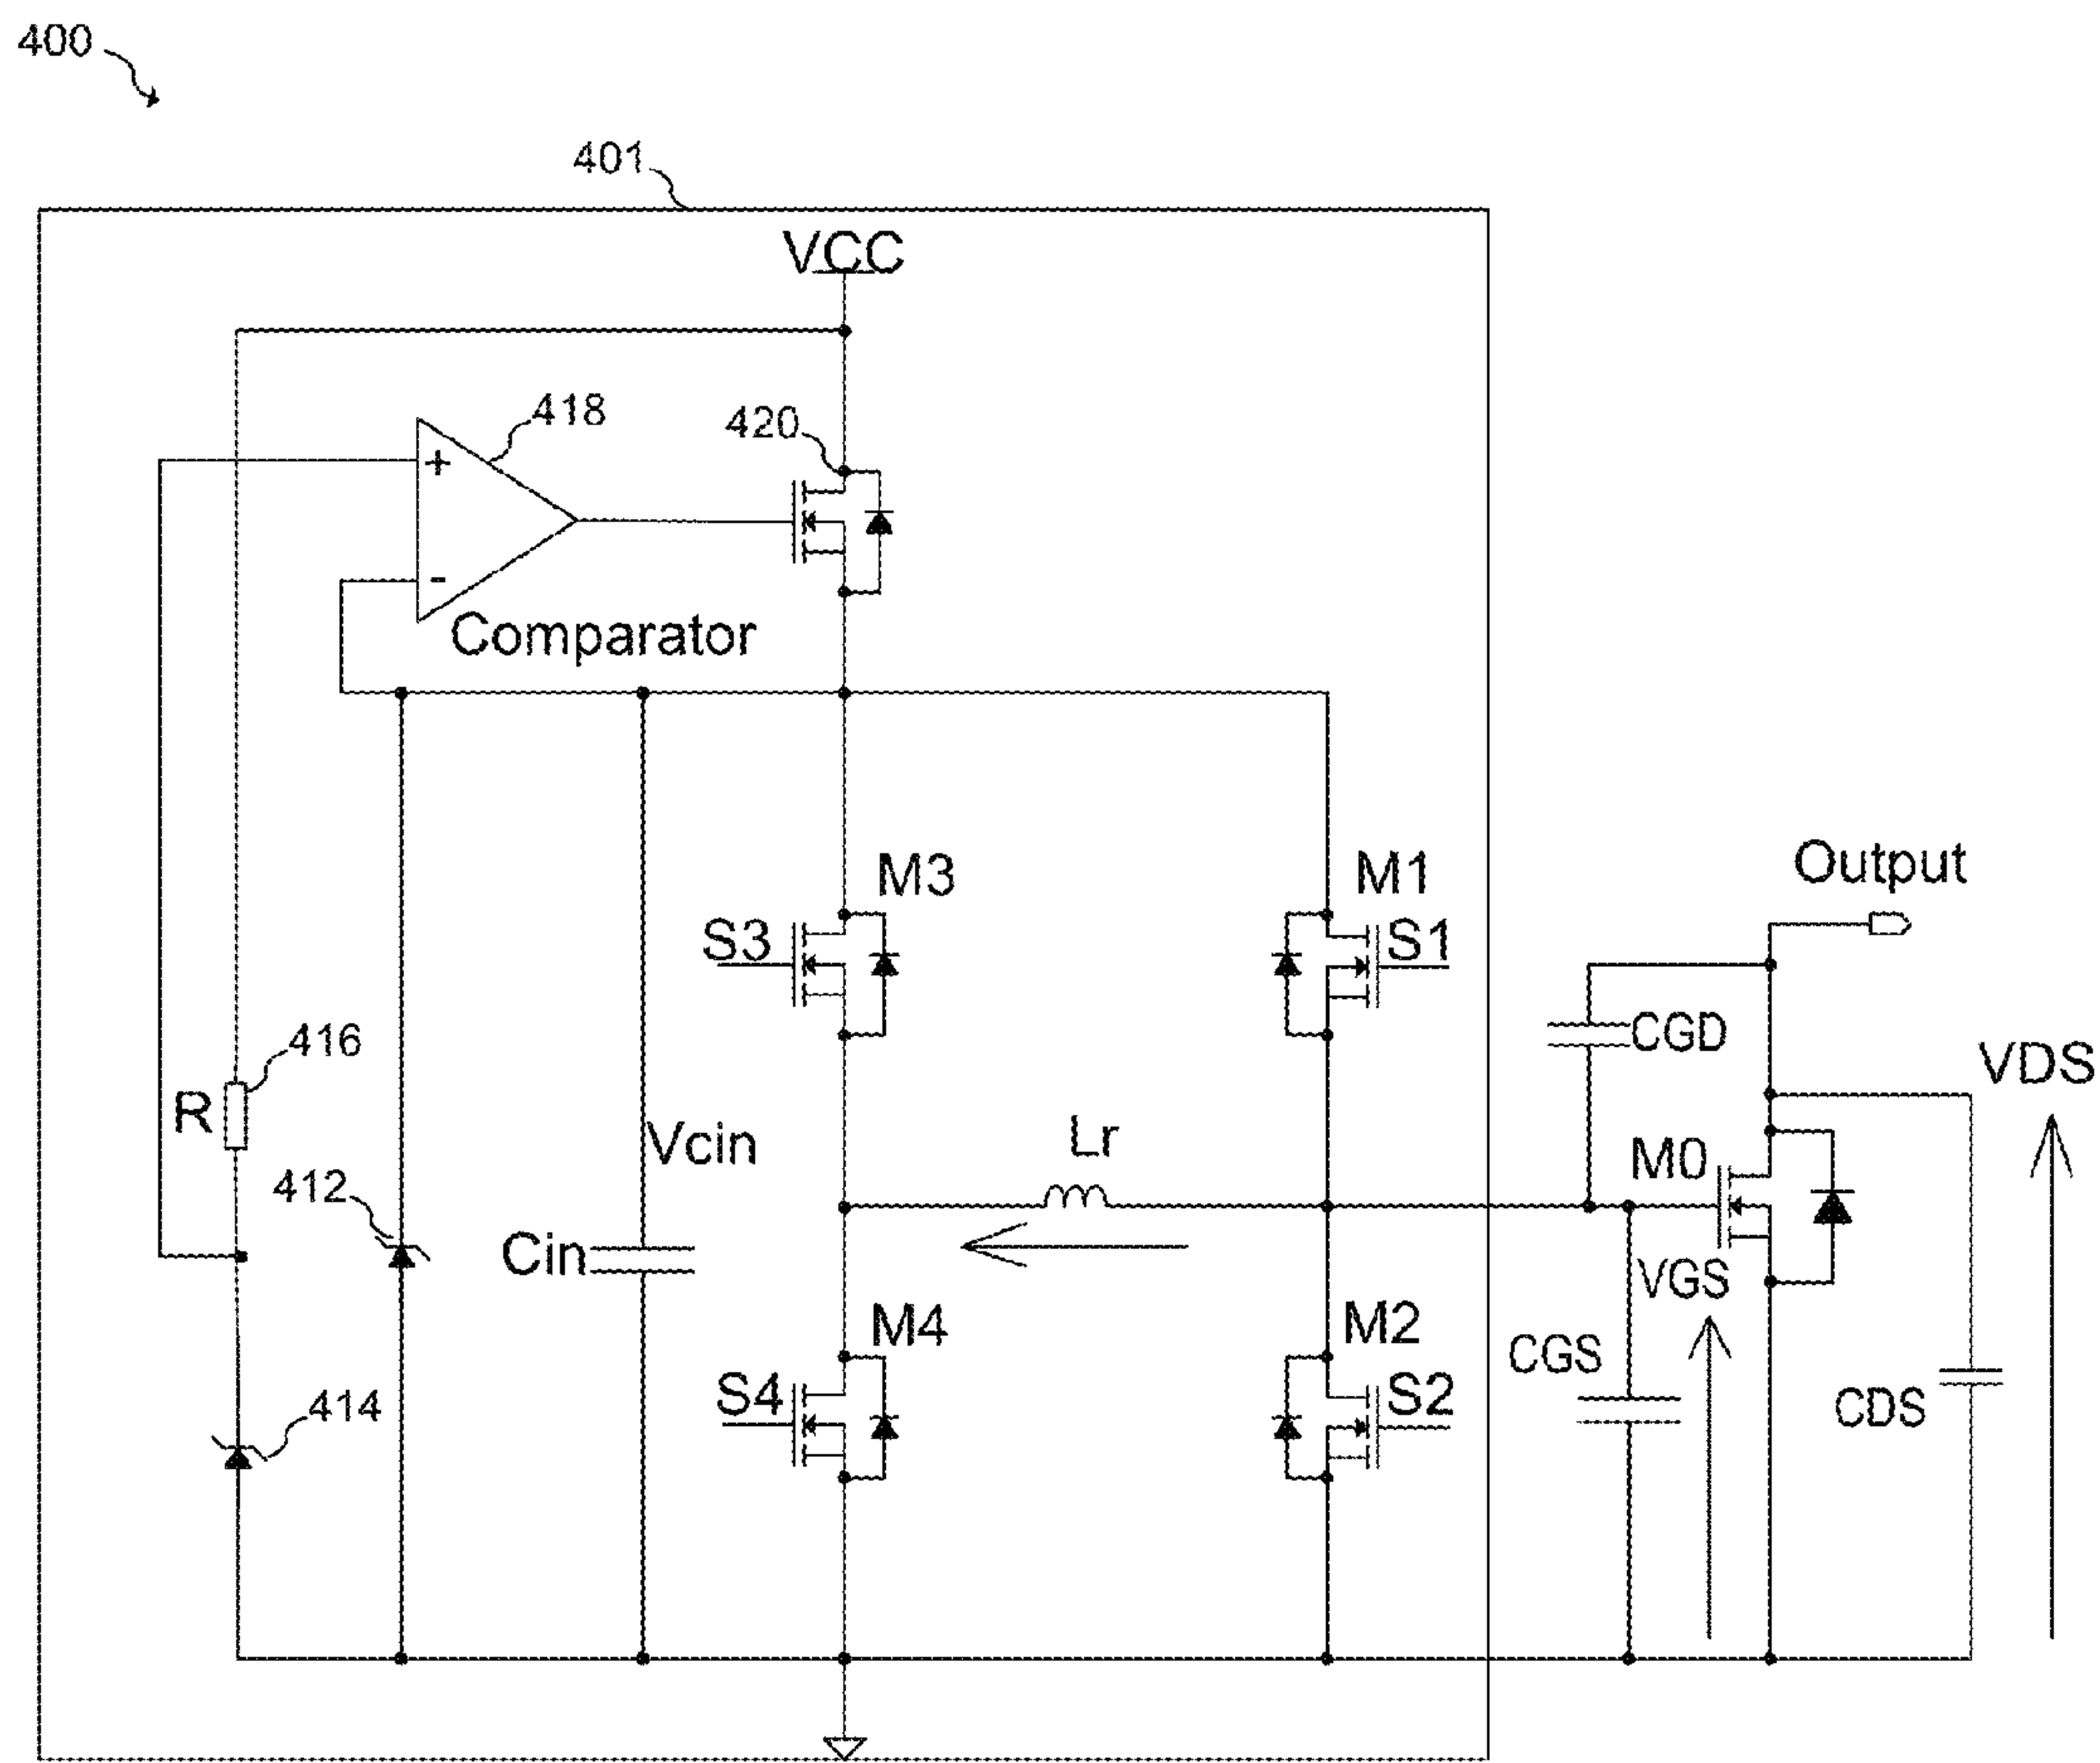 400
401
VCC
418
420
+
-
Comparator
M3
M1
Output
S3
S1
416
CGD
VDS
R
Vcin
Lr
M0
412
Cin
VGS
M4
M2
CGS
S4
S2
414
CDS